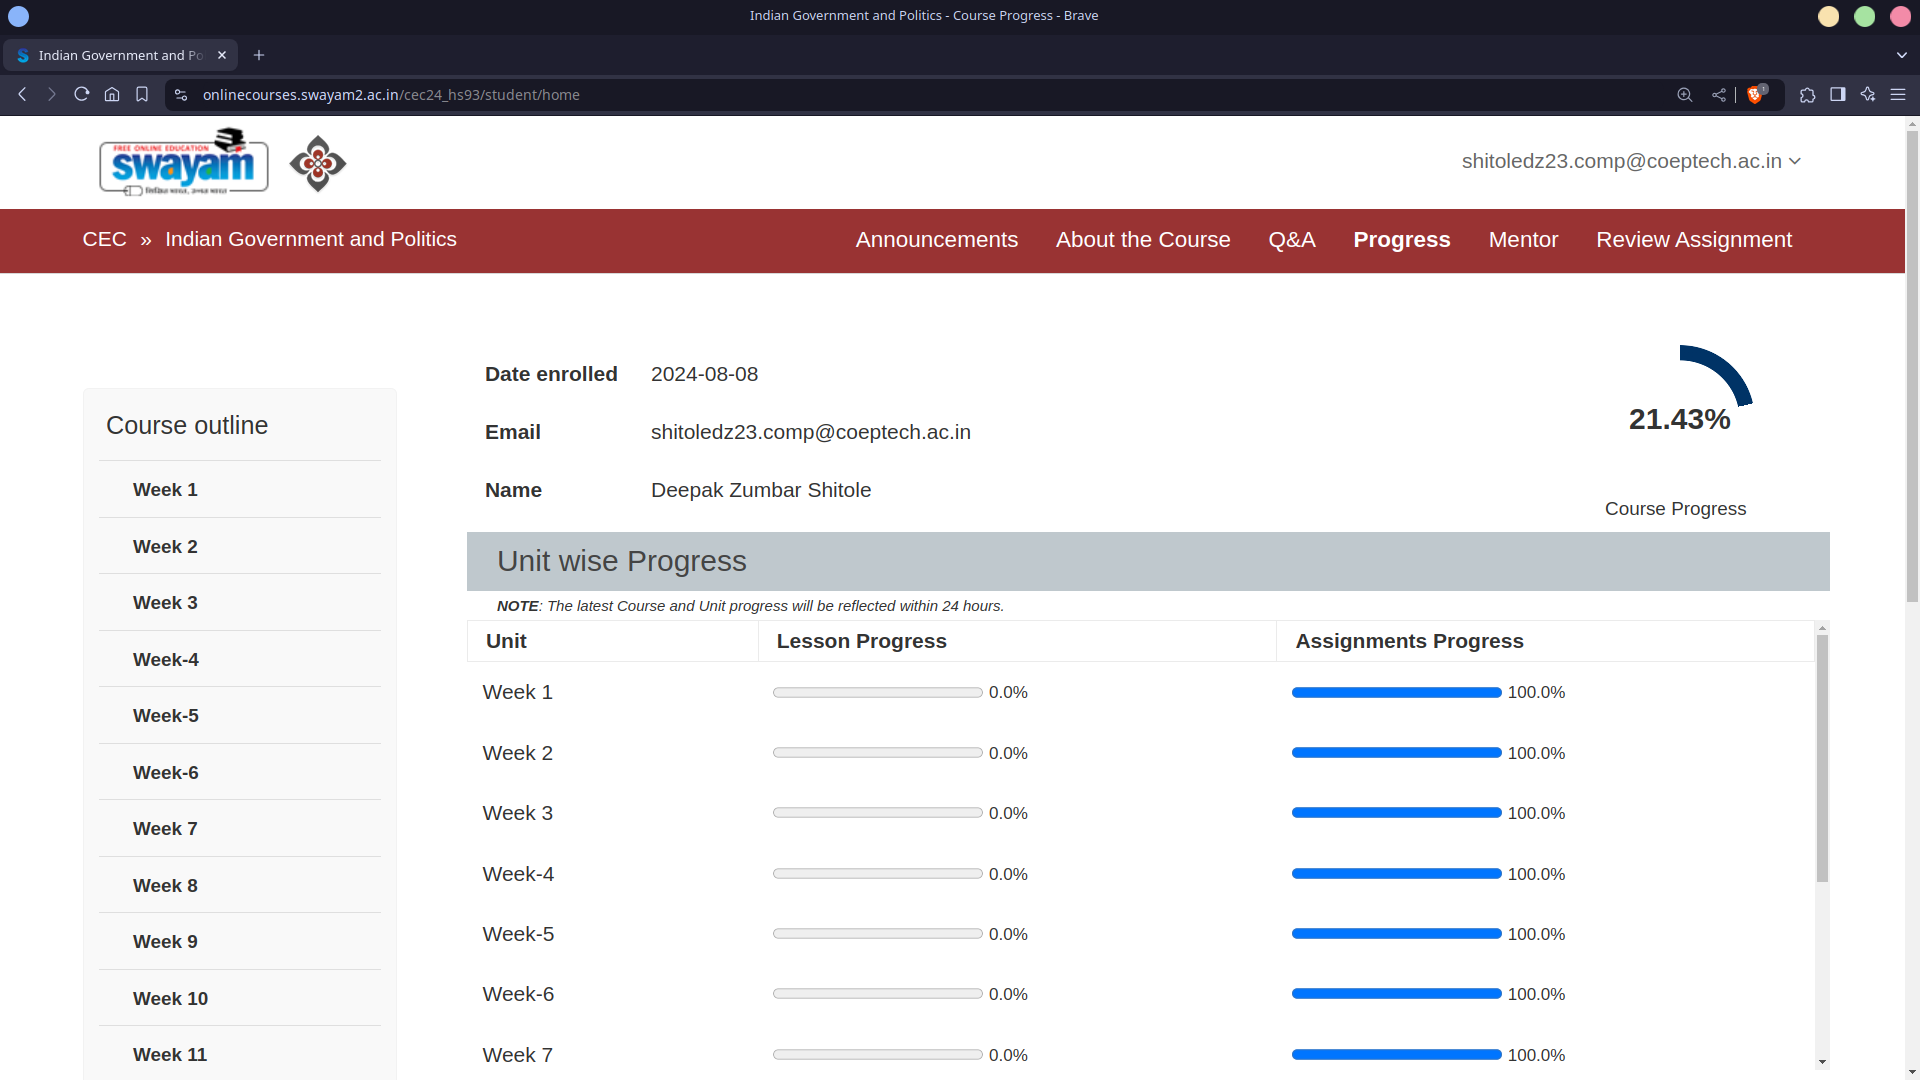 Indian Government and Politics - Course Progress - Brave
Indian Government and Po
onlinecourses.swayam2.ac.in/cec24_hs93/student/home
1
FREE ONLINE EDUCATION
swayam
शिक्षित भारत, उन्नत भारत
shitoledz23.comp@coeptech.ac.in
CEC » Indian Government and Politics
Announcements About the Course Q&A Progress Mentor Review Assignment
Date enrolled 2024-08-08
Email shitoledz23.comp@coeptech.ac.in
Name Deepak Zumbar Shitole
21.43%
Course Progress
Course outline
Week 1
Week 2
Week 3
Week-4
Week-5
Week-6
Week 7
Week 8
Week 9
Week 10
Week 11
Unit wise Progress
NOTE: The latest Course and Unit progress will be reflected within 24 hours.
Unit Lesson Progress Assignments Progress
Week 1 0.0% 100.0%
Week 2 0.0% 100.0%
Week 3 0.0% 100.0%
Week-4 0.0% 100.0%
Week-5 0.0% 100.0%
Week-6 0.0% 100.0%
Week 7 0.0% 100.0%